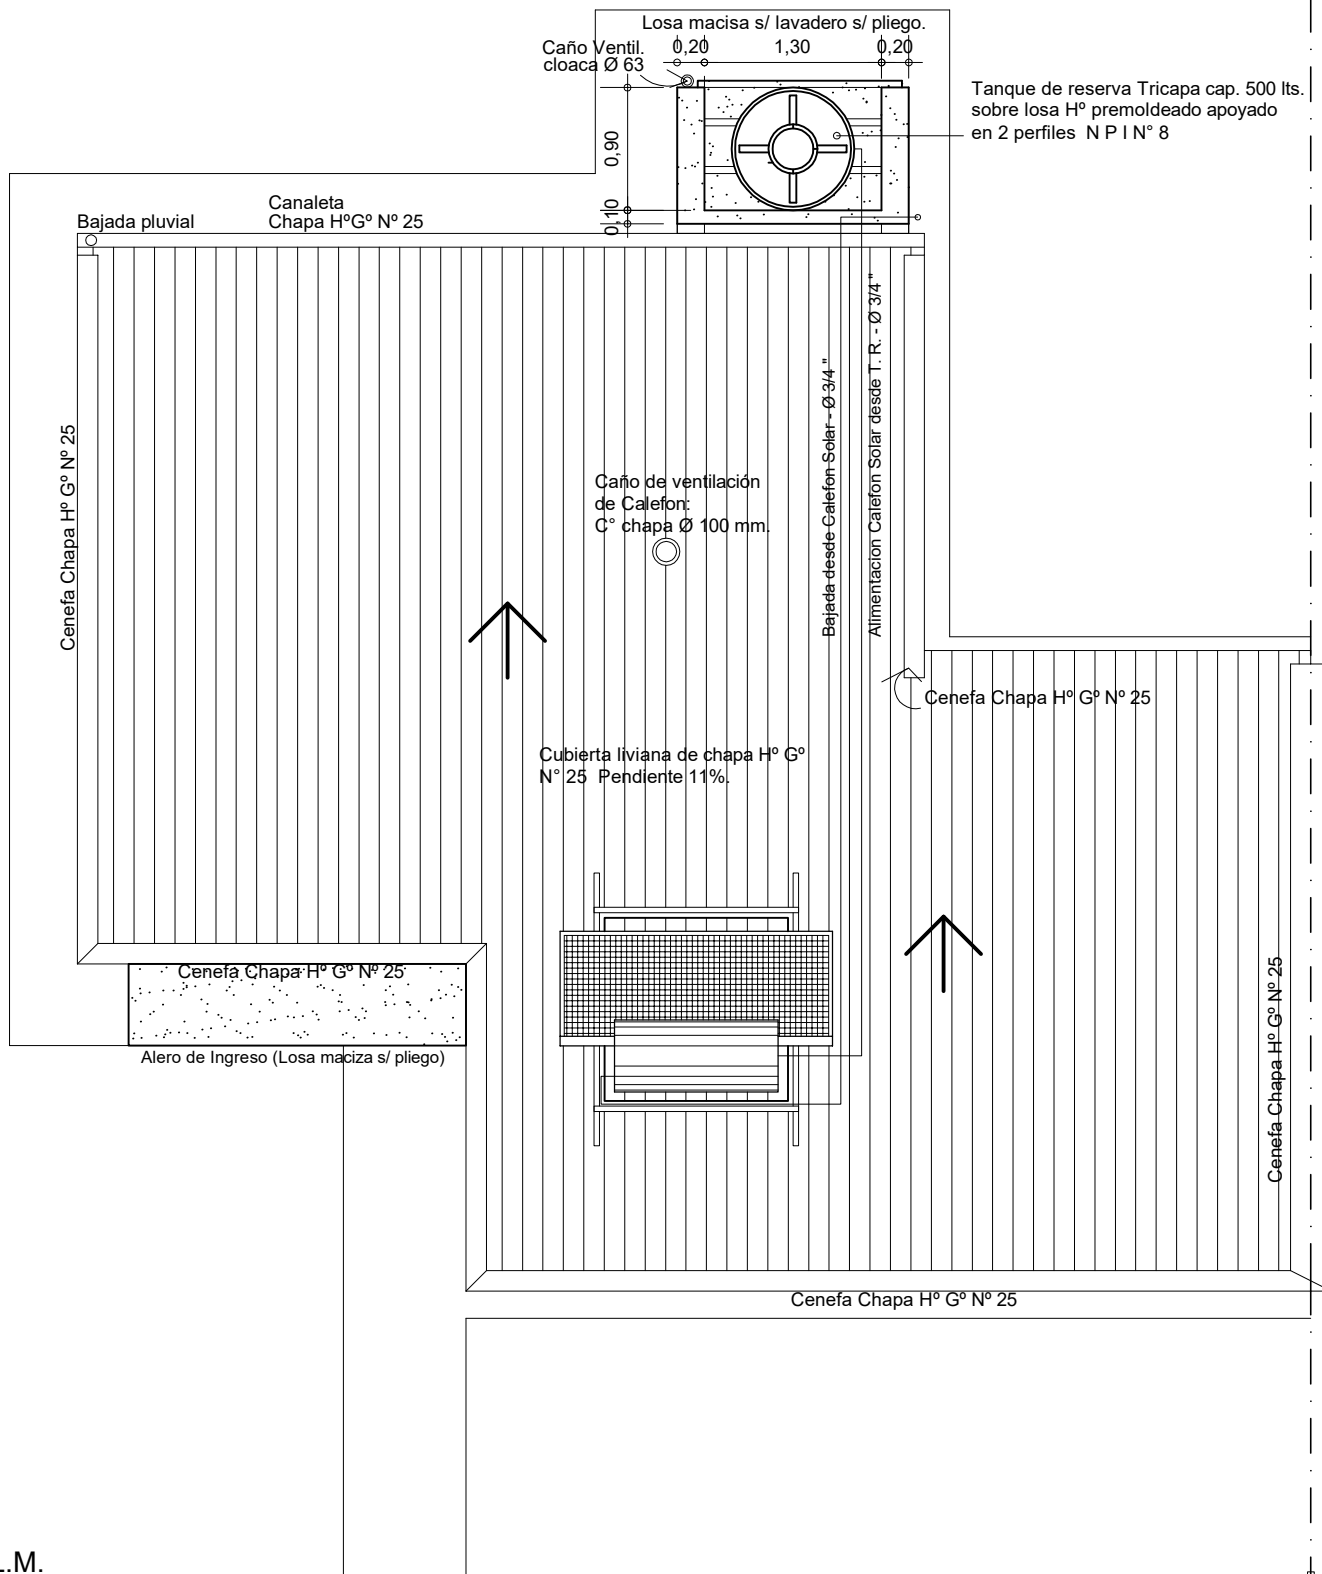 Losa macisa s/ lavadero s/ pliego.
Caño Ventil.
cloaca Ø 63
0,20
1,30
0,20
Tanque de reserva Tricapa cap. 500 lts.
sobre losa Hº premoldeado apoyado
en 2 perfiles N P I N° 8
0,90
0,10
Bajada pluvial
Canaleta
Chapa HºGº Nº 25
Cenefa Chapa Hº Gº Nº 25
Caño de ventilación
de Calefon:
C° chapa Ø 100 mm.
Bajada desde Calefon Solar - Ø 3/4 "
Alimentacion Calefon Solar desde T. R. - Ø 3/4 "
Cenefa Chapa Hº Gº Nº 25
Cubierta liviana de chapa Hº Gº
N° 25 Pendiente 11%.
Cenefa Chapa Hº Gº Nº 25
Alero de Ingreso (Losa maciza s/ pliego)
Cenefa Chapa Hº Gº Nº 25
Cenefa Chapa Hº Gº Nº 25
L.M.